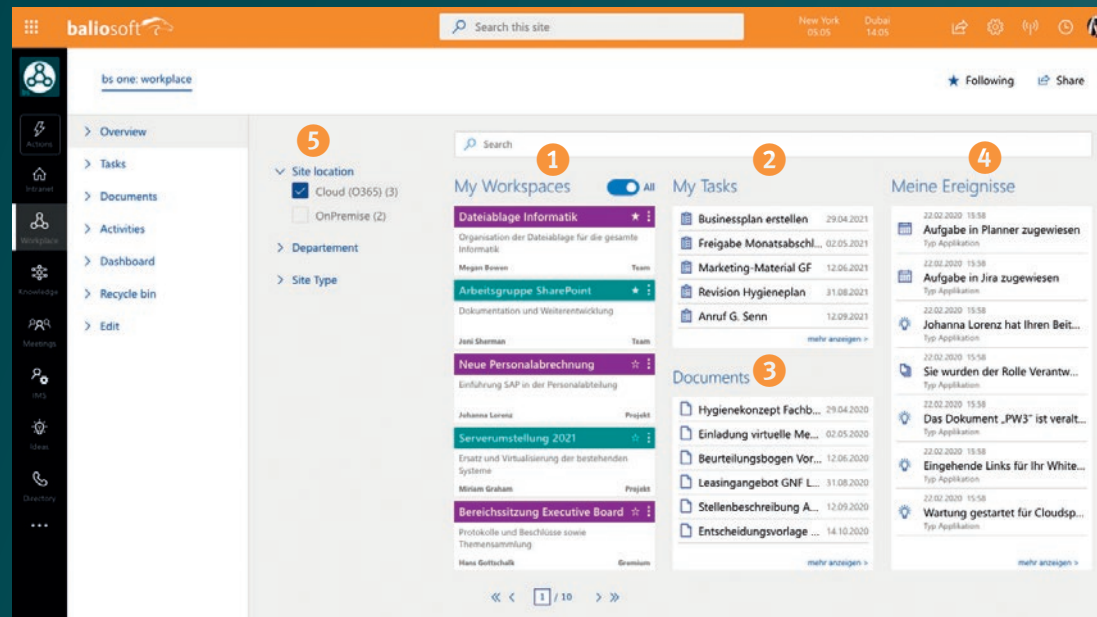 baliosoft
Search this site
New York
05:05
Dubai
14:05
bs one: workplace
Following
Share
Actions
Intranet
Workplace
Knowledge
Meetings
IMS
Ideas
Directory
Overview
Tasks
Documents
Activities
Dashboard
Recycle bin
Edit
5
Site location
Cloud (O365) (3)
OnPremise (2)
Departement
Site Type
Search
1
My Workspaces
All
Dateiablage Informatik
Organisation der Dateiablage für die gesamte
Informatik
Megan Bowen
Team
Arbeitsgruppe SharePoint
Dokumentation und Weiterentwicklung
Joni Sherman
Team
Neue Personalabrechnung
Einführung SAP in der Personalabteilung
Johanna Lorenz
Projekt
Serverumstellung 2021
Ersatz und Virtualisierung der bestehenden
Systeme
Miriam Graham
Projekt
Bereichssitzung Executive Board
Protokolle und Beschlüsse sowie
Themensammlung
Hans Gottschalk
Gremium
1 / 10
2
My Tasks
Businessplan erstellen 29.04.2021
Freigabe Monatsabschl... 02.05.2021
Marketing-Material GF 12.06.2021
Revision Hygieneplan 31.08.2021
Anruf G. Senn 12.09.2021
mehr anzeigen >
3
Documents
Hygienekonzept Fachb... 29.04.2020
Einladung virtuelle Me... 02.05.2020
Beurteilungsbogen Vor... 12.06.2020
Leasingangebot GNF L... 31.08.2020
Stellenbeschreibung A... 12.09.2020
Entscheidungsvorlage ... 14.10.2020
mehr anzeigen >
4
Meine Ereignisse
22.02.2020 15:58
Aufgabe in Planner zugewiesen
Typ Applikation
22.02.2020 15:58
Aufgabe in Jira zugewiesen
Typ Applikation
22.02.2020 15:58
Johanna Lorenz hat Ihren Beit...
Typ Applikation
22.02.2020 15:58
Sie wurden der Rolle Verantw...
Typ Applikation
22.02.2020 15:58
Das Dokument „PW3" ist veralt...
Typ Applikation
22.02.2020 15:58
Eingehende Links für Ihr White...
Typ Applikation
22.02.2020 15:58
Wartung gestartet für Cloudsp...
Typ Applikation
mehr anzeigen >